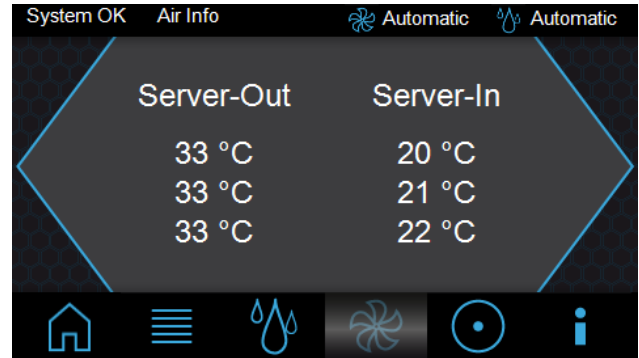 System OK Air Info Automatic Automatic
Server-Out Server-In
33 °C 20 °C
33 °C 21 °C
33 °C 22 °C